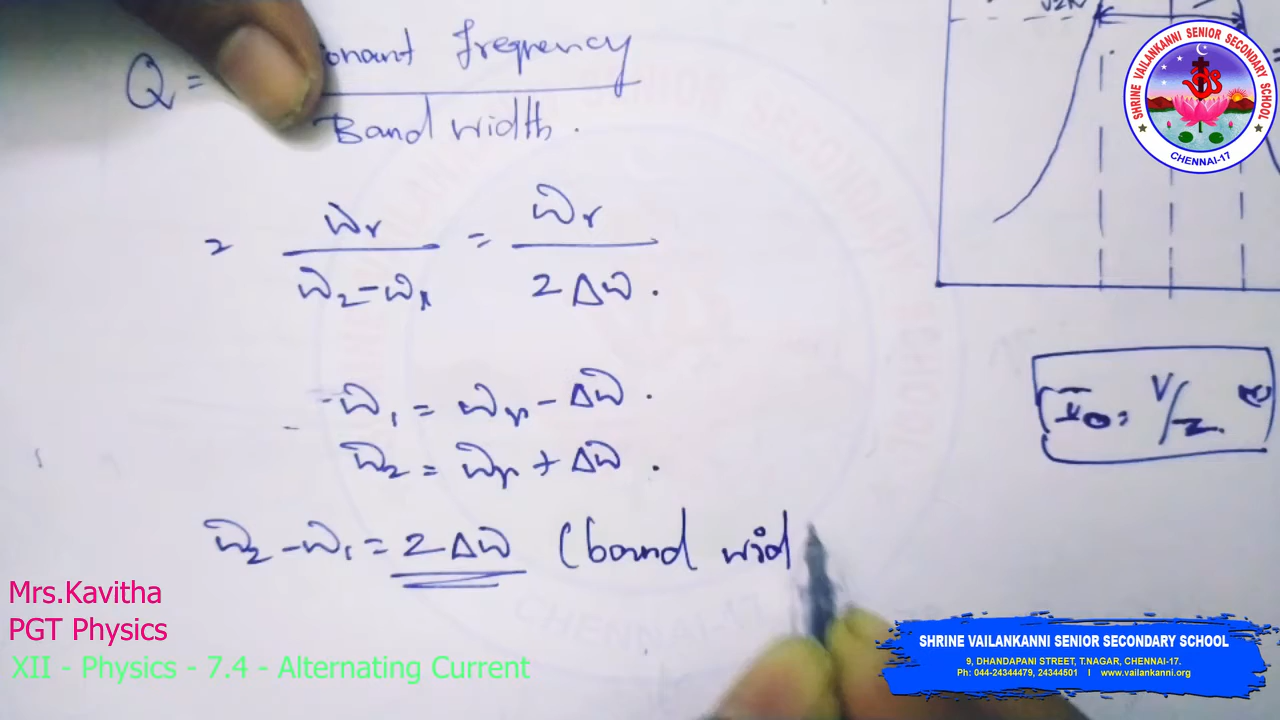 Q = onant frequency
Band width .
= ωr / ω2 - ω1 = ωr / 2Δω .
ω1 = ωr - Δω .
ω2 = ωr + Δω .
ω2 - ω1 = 2Δω (band wid
I0 = V/Z
SHRINE VAILANKANNI SENIOR SECONDARY SCHOOL
CHENNAI-17
Mrs.Kavitha
PGT Physics
XII - Physics - 7.4 - Alternating Current
SHRINE VAILANKANNI SENIOR SECONDARY SCHOOL
9, DHANDAPANI STREET, T.NAGAR, CHENNAI-17.
Ph: 044-24344479, 24344501 I www.vailankanni.org